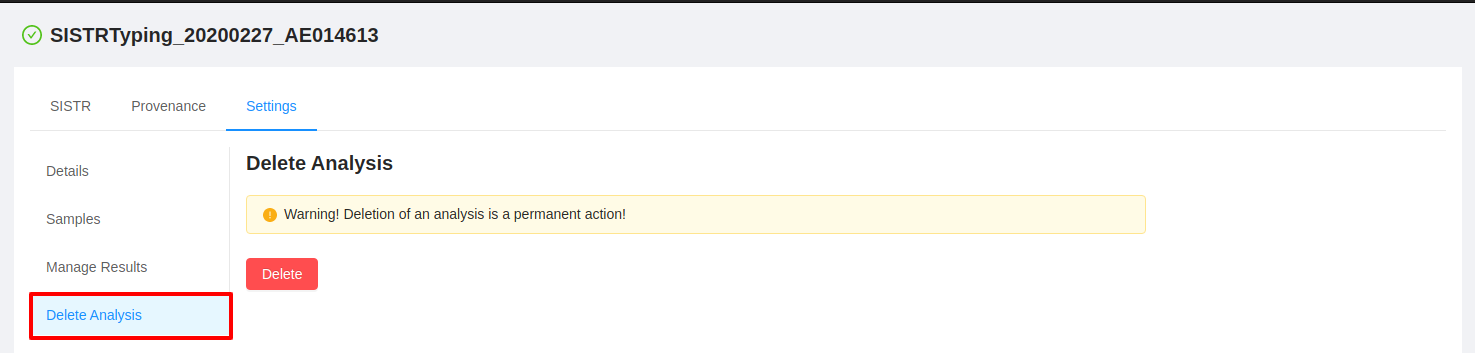 SISTRTyping_20200227_AE014613
SISTR
Provenance
Settings
Details
Samples
Manage Results
Delete Analysis
Delete Analysis
Warning! Deletion of an analysis is a permanent action!
Delete